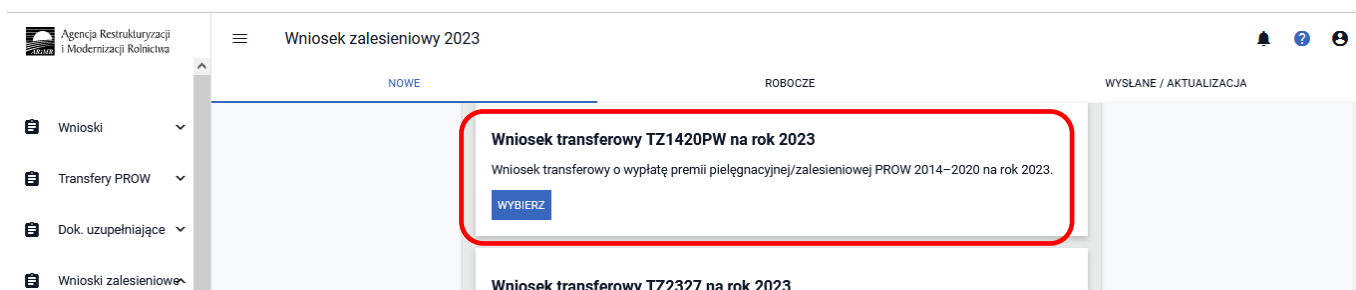 Agencja Restrukturyzacji
i Modernizacji Rolnictwa
ARiMR
Wniosek zalesieniowy 2023
NOWE
ROBOCZE
WYSŁANE / AKTUALIZACJA
Wnioski
Transfery PROW
Dok. uzupełniające
Wnioski zalesieniowe
Wniosek transferowy TZ1420PW na rok 2023
Wniosek transferowy o wypłatę premii pielęgnacyjnej/zalesieniowej PROW 2014–2020 na rok 2023.
WYBIERZ
Wniosek transferowy TZ2327 na rok 2023